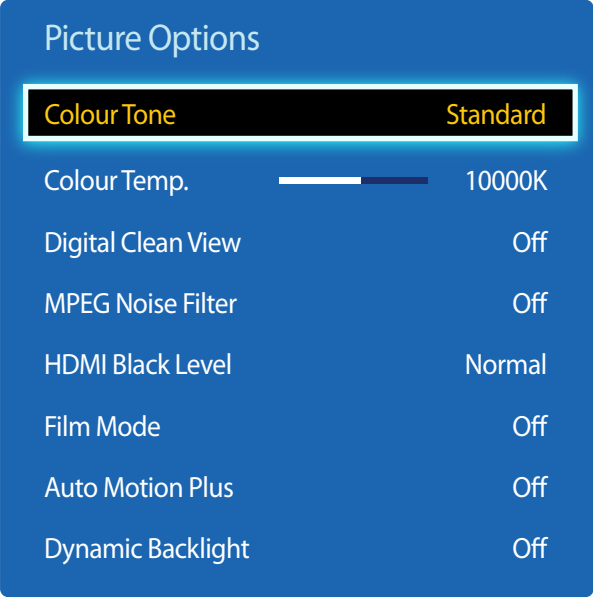 Picture Options
Colour Tone Standard
Colour Temp. 10000K
Digital Clean View Off
MPEG Noise Filter Off
HDMI Black Level Normal
Film Mode Off
Auto Motion Plus Off
Dynamic Backlight Off